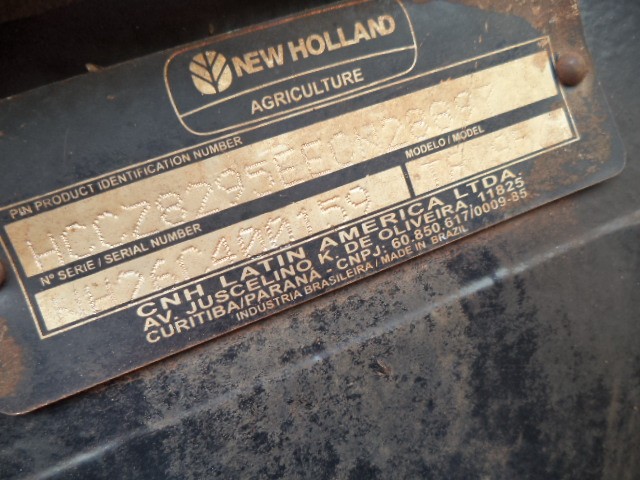 NEW HOLLAND
AGRICULTURE
PIN PRODUCT IDENTIFICATION NUMBER
Nº SERIE / SERIAL NUMBER
MODELO / MODEL
CNH LATIN AMERICA LTDA.
AV. JUSCELINO K. DE OLIVEIRA, 11825
CURITIBA/PARANÁ - CNPJ: 60.850.617/0009-85
INDÚSTRIA BRASILEIRA / MADE IN BRAZIL